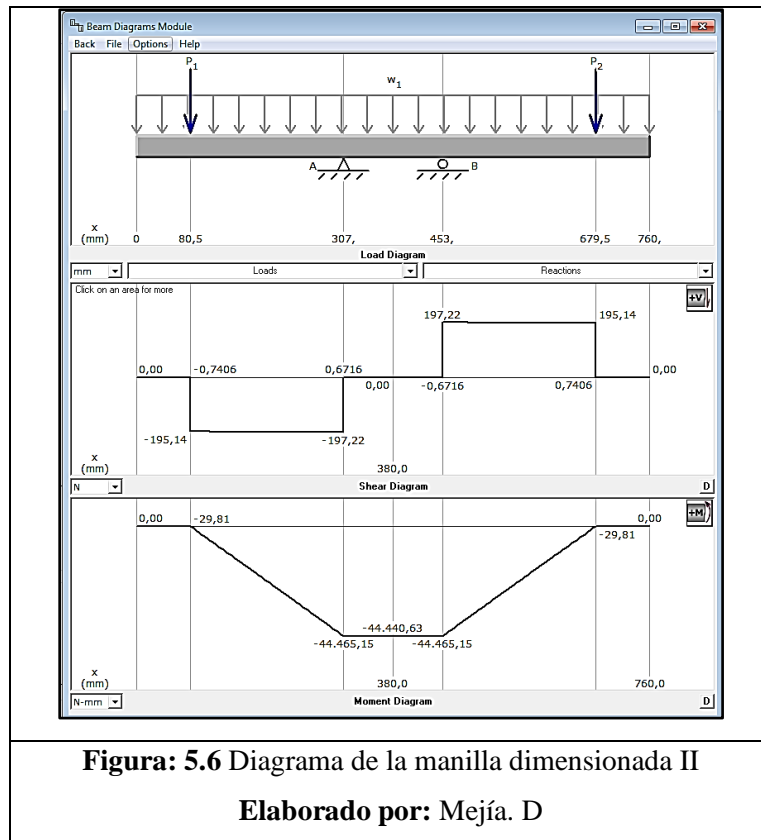 Beam Diagrams Module
Back File Options Help
P1 P2
w1
A B
x
(mm) 0 80,5 307, 453, 679,5 760,
Load Diagram
mm Loads Reactions
Click on an area for more
+V
197,22 195,14
0,00 -0,7406 0,6716 0,00
0,00 -0,6716 0,7406
-195,14 -197,22
x
(mm) 380,0
N Shear Diagram D
+M
0,00 -29,81 0,00
-29,81
-44.440,63
-44.465,15 -44.465,15
x
(mm) 380,0 760,0
N-mm Moment Diagram D
Figura: 5.6 Diagrama de la manilla dimensionada II
Elaborado por: Mejía. D